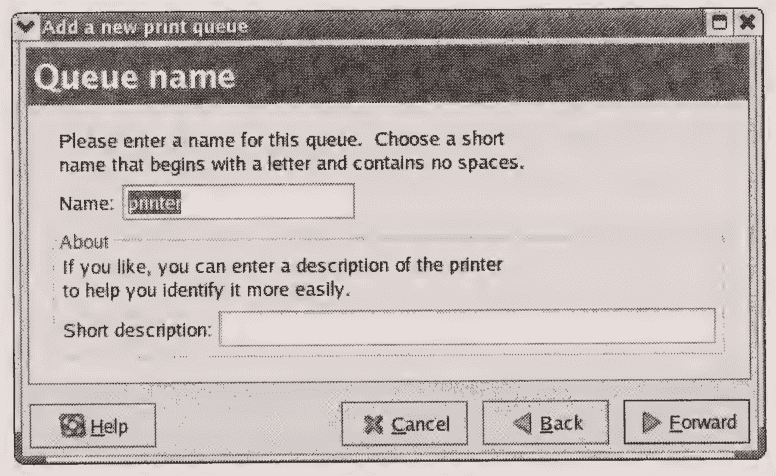 Add a new print queue
Queue name
Please enter a name for this queue. Choose a short
name that begins with a letter and contains no spaces.
Name: printer
About
If you like, you can enter a description of the printer
to help you identify it more easily.
Short description:
Help Cancel Back Forward